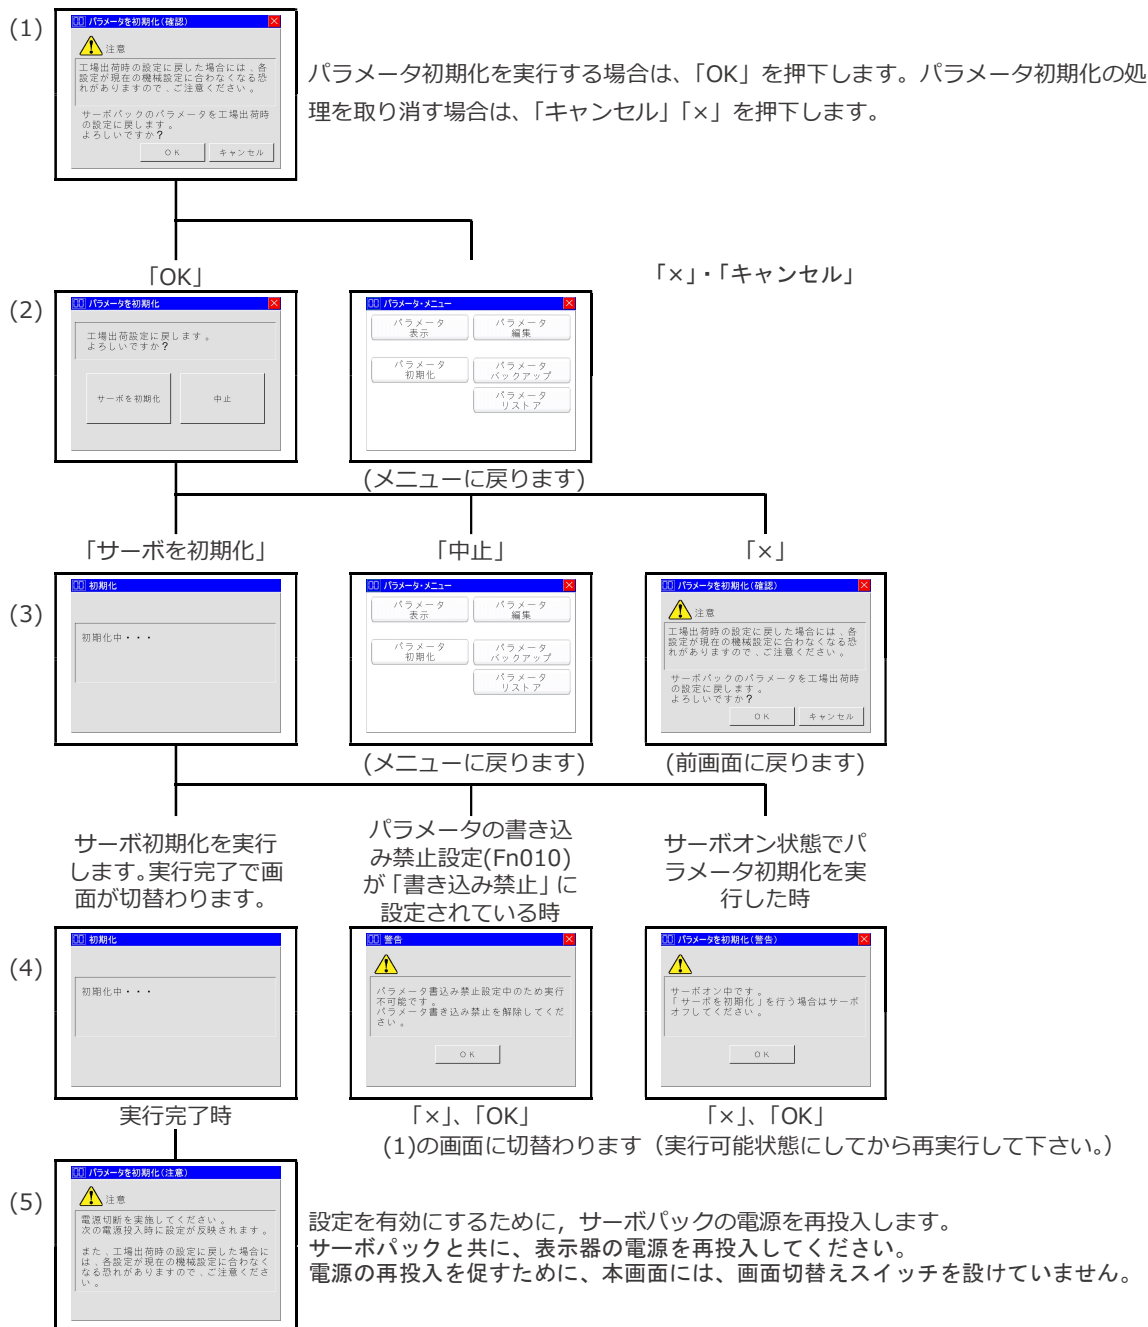 (1)
パラメータを初期化(確認)
注意
工場出荷時の設定に戻した場合には、各
設定が現在の機械設定に合わなくなる恐
れがありますので、ご注意ください。
サーボパックのパラメータを工場出荷時
の設定に戻します。
よろしいですか?
OK
キャンセル
パラメータ初期化を実行する場合は、「OK」を押下します。パラメータ初期化の処
理を取り消す場合は、「キャンセル」「×」を押下します。
「OK」
「×」・「キャンセル」
(2)
パラメータを初期化
工場出荷設定に戻します。
よろしいですか?
サーボを初期化
中止
パラメータ・メニュー
パラメータ
表示
パラメータ
編集
パラメータ
初期化
パラメータ
バックアップ
パラメータ
リストア
(メニューに戻ります)
「サーボを初期化」
「中止」
「×」
(3)
初期化
初期化中・・・
パラメータ・メニュー
パラメータ
表示
パラメータ
編集
パラメータ
初期化
パラメータ
バックアップ
パラメータ
リストア
(メニューに戻ります)
パラメータを初期化(確認)
注意
工場出荷時の設定に戻した場合には、各
設定が現在の機械設定に合わなくなる恐
れがありますので、ご注意ください。
サーボパックのパラメータを工場出荷時
の設定に戻します。
よろしいですか?
OK
キャンセル
(前画面に戻ります)
サーボ初期化を実行
します。実行完了で画
面が切替わります。
パラメータの書き込
み禁止設定(Fn010)
が「書き込み禁止」に
設定されている時
サーボオン状態でパ
ラメータ初期化を実
行した時
(4)
初期化
初期化中・・・
実行完了時
警告
パラメータ書込み禁止設定中のため実行
不可能です。
パラメータ書き込み禁止を解除してくだ
さい。
OK
「×」、「OK」
パラメータを初期化(警告)
サーボオン中です。
「サーボを初期化」を行う場合はサーボ
オフしてください。
OK
「×」、「OK」
(1)の画面に切替わります（実行可能状態にしてから再実行して下さい。）
(5)
パラメータを初期化(注意)
注意
電源切断を実施してください。
次の電源投入時に設定が反映されます。
また、工場出荷時の設定に戻した場合に
は、各設定が現在の機械設定に合わなく
なる恐れがありますので、ご注意くださ
い。
設定を有効にするために，サーボパックの電源を再投入します。
サーボパックと共に、表示器の電源を再投入してください。
電源の再投入を促すために、本画面には、画面切替えスイッチを設けていません。